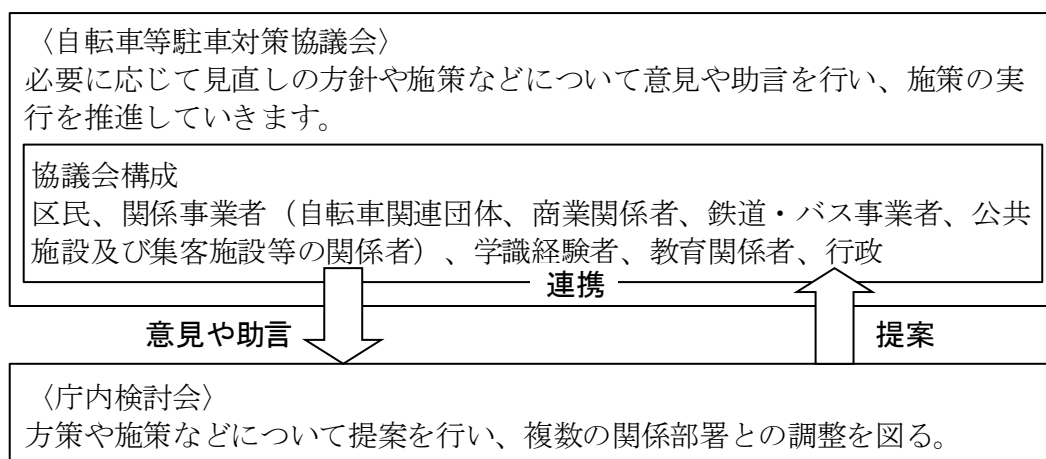 〈自転車等駐車対策協議会〉
必要に応じて見直しの方針や施策などについて意見や助言を行い、施策の実
行を推進していきます。
協議会構成
区民、関係事業者（自転車関連団体、商業関係者、鉄道・バス事業者、公共
施設及び集客施設等の関係者）、学識経験者、教育関係者、行政
連携
意見や助言
提案
〈庁内検討会〉
方策や施策などについて提案を行い、複数の関係部署との調整を図る。